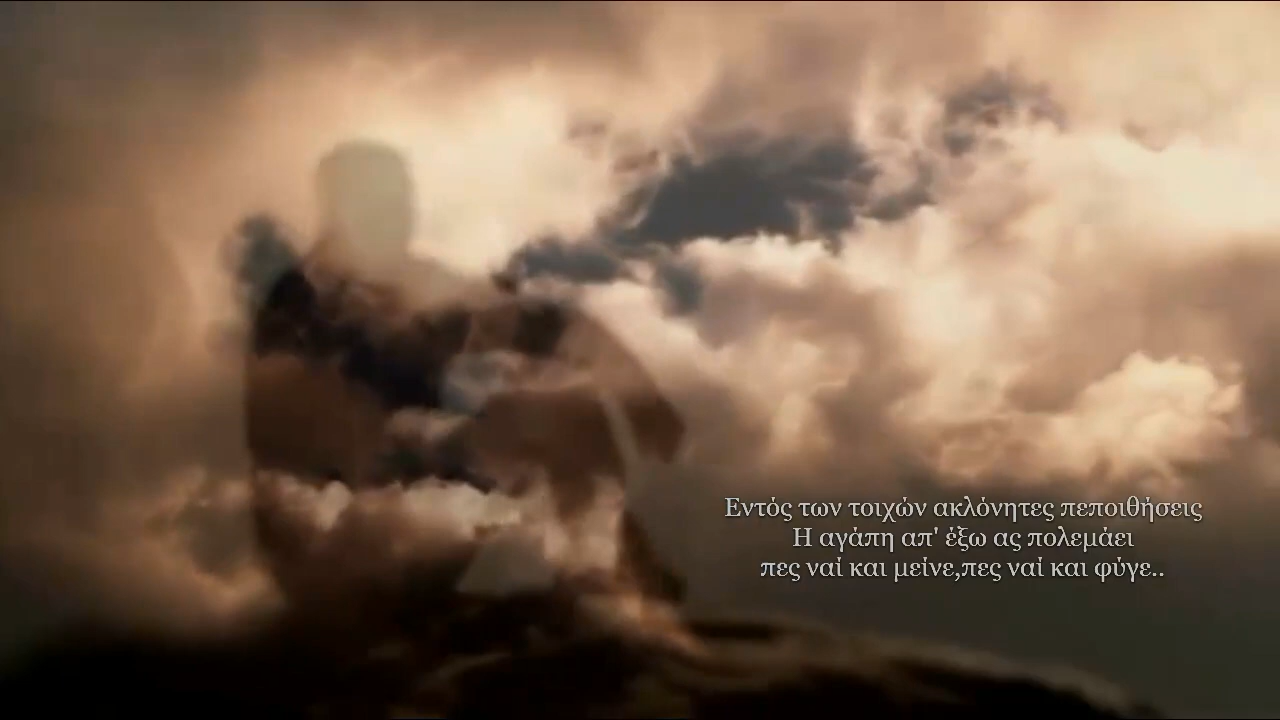 Εντός των τοιχών ακλόνητες πεποιθήσεις
Η αγάπη απ' έξω ας πολεμάει
πες ναί και μείνε,πες ναί και φύγε..